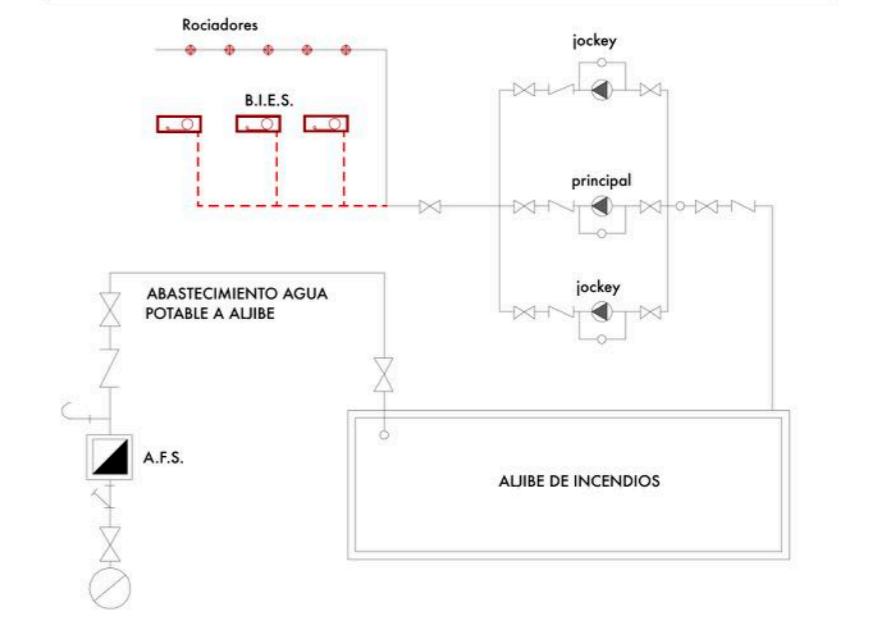 Rociadores
jockey
B.I.E.S.
principal
jockey
ABASTECIMIENTO AGUA
POTABLE A ALJIBE
A.F.S.
ALJIBE DE INCENDIOS